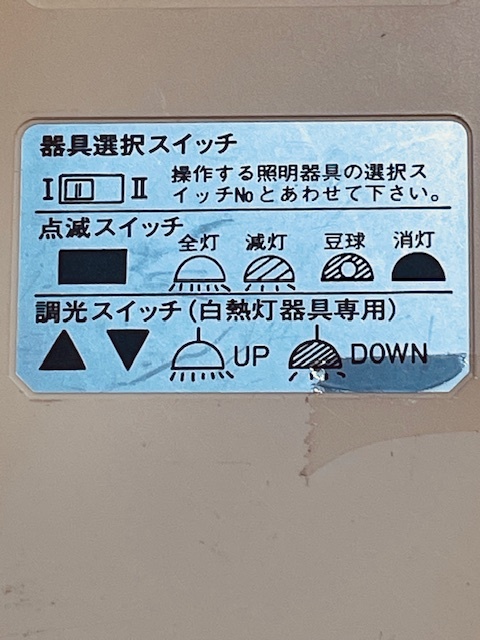 器具選択スイッチ
I II 操作する照明器具の選択ス
イッチNoとあわせて下さい。
点滅スイッチ
全灯 減灯 豆球 消灯
調光スイッチ(白熱灯器具専用)
UP DOWN